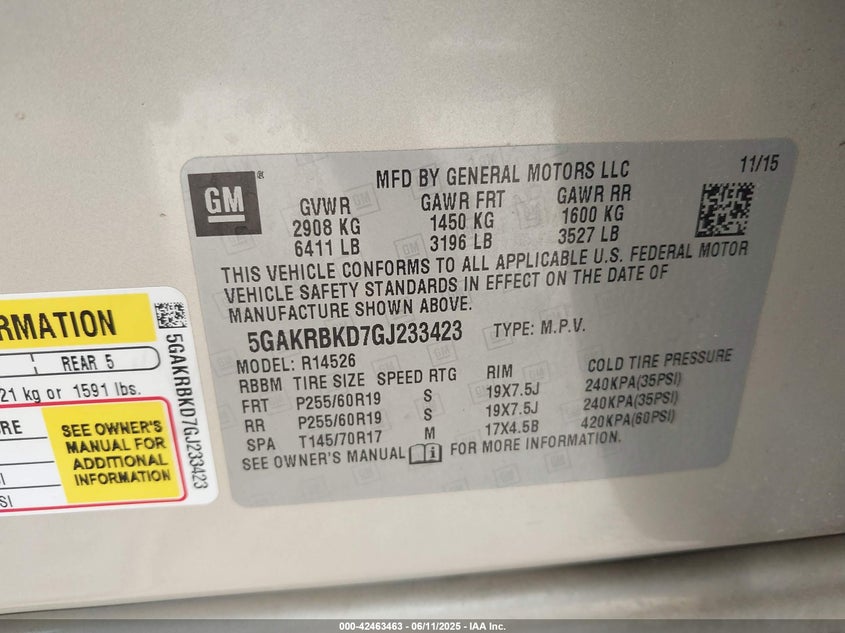 GM ®
MFD BY GENERAL MOTORS LLC
11/15
GVWR GAWR FRT GAWR RR
2908 KG 1450 KG 1600 KG
6411 LB 3196 LB 3527 LB
THIS VEHICLE CONFORMS TO ALL APPLICABLE U.S. FEDERAL MOTOR
VEHICLE SAFETY STANDARDS IN EFFECT ON THE DATE OF
MANUFACTURE SHOWN ABOVE.
5GAKRBKD7GJ233423 TYPE: M.P.V.
MODEL: R14526
RBBM TIRE SIZE SPEED RTG RIM COLD TIRE PRESSURE
FRT P255/60R19 S 19X7.5J 240KPA(35PSI)
RR P255/60R19 S 19X7.5J 240KPA(35PSI)
SPA T145/70R17 M 17X4.5B 420KPA(60PSI)
SEE OWNER'S MANUAL FOR MORE INFORMATION.
RMATION
REAR 5
21 kg or 1591 lbs.
RE
SI
SI
SEE OWNER'S
MANUAL FOR
ADDITIONAL
INFORMATION
5GAKRBKD7GJ233423
000-42463463 - 06/11/2025 - IAA Inc.